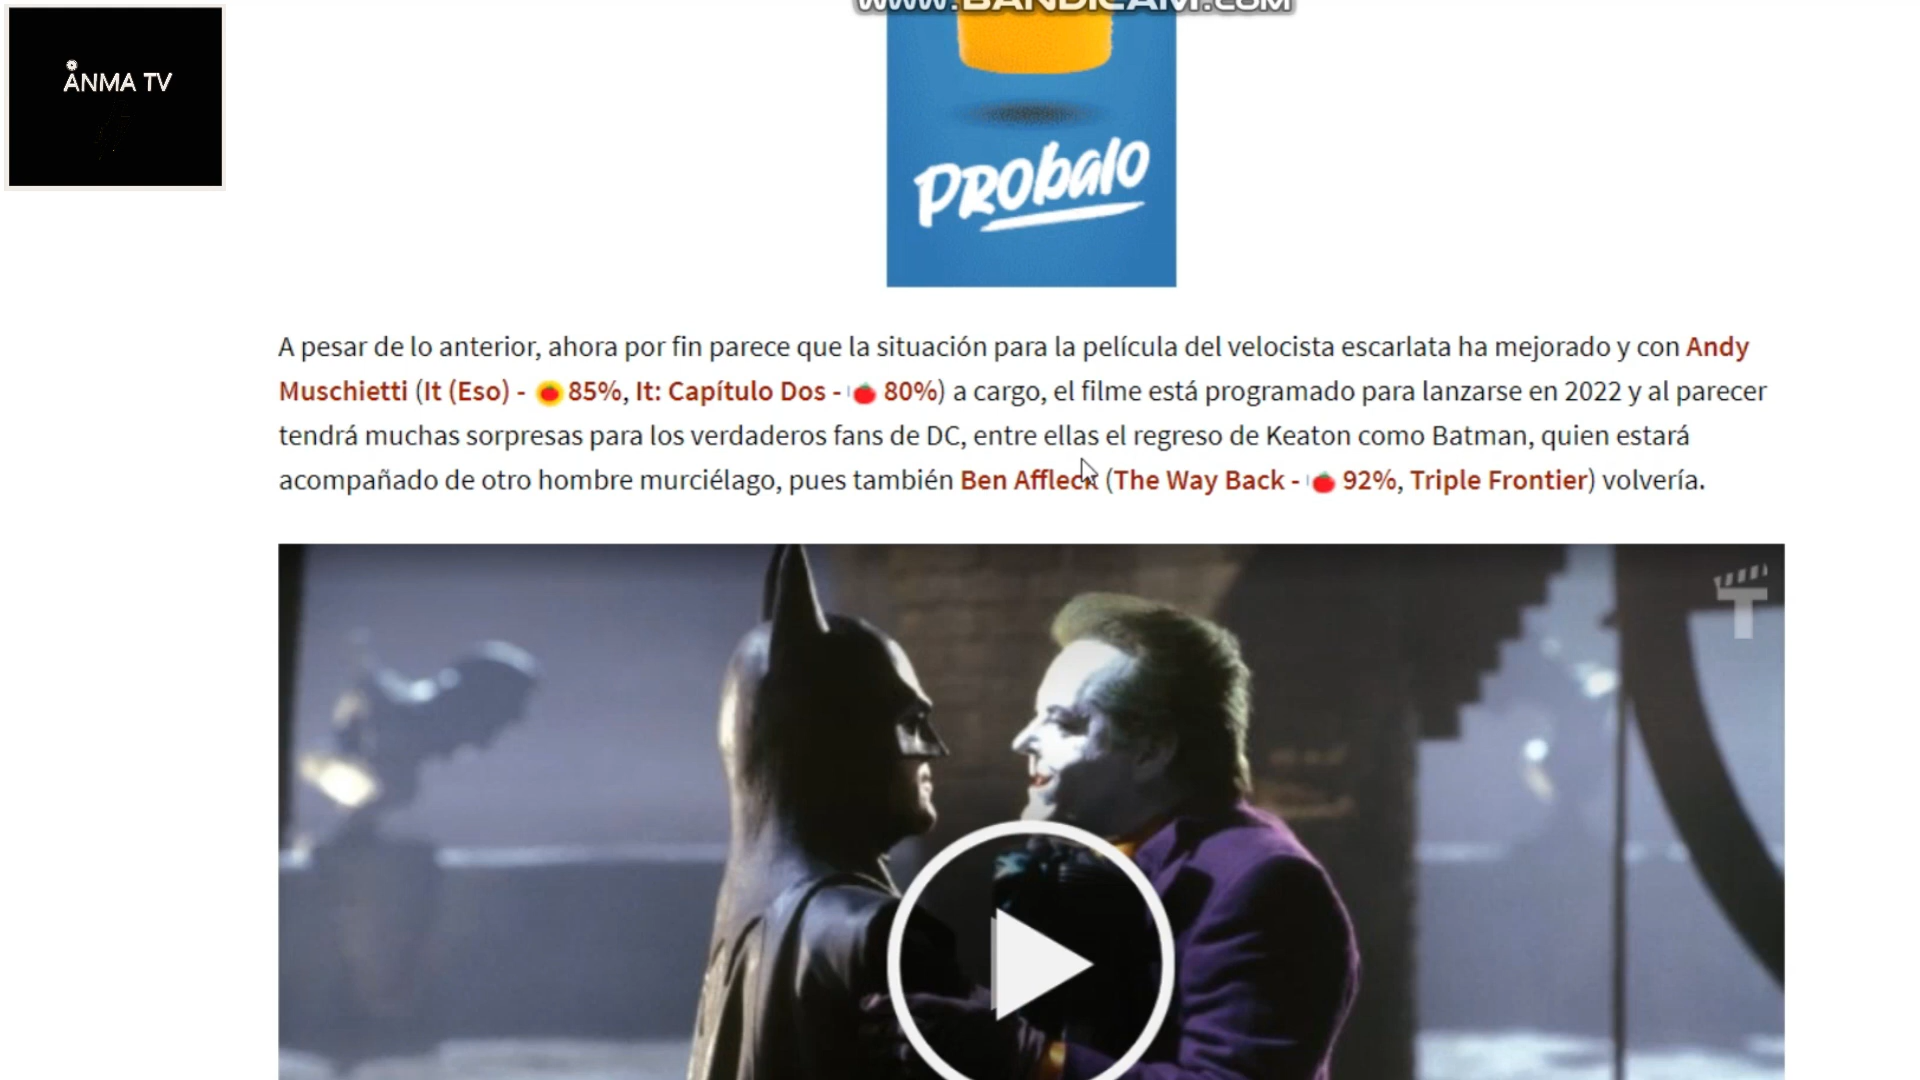 www.BANDICAM.com
ANMA TV
PRObalo
A pesar de lo anterior, ahora por fin parece que la situación para la película del velocista escarlata ha mejorado y con Andy
Muschietti (It (Eso) - 85%, It: Capítulo Dos - 80%) a cargo, el filme está programado para lanzarse en 2022 y al parecer
tendrá muchas sorpresas para los verdaderos fans de DC, entre ellas el regreso de Keaton como Batman, quien estará
acompañado de otro hombre murciélago, pues también Ben Affleck (The Way Back - 92%, Triple Frontier) volvería.
T